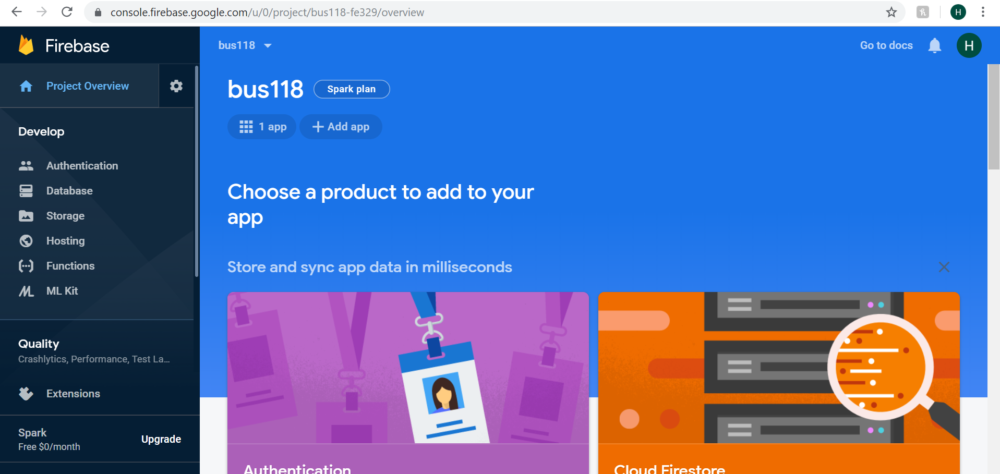 console.firebase.google.com/u/0/project/bus118-fe329/overview
H
Firebase
bus118
Go to docs
H
Project Overview
bus118
Spark plan
1 app
Add app
Develop
Authentication
Database
Storage
Hosting
Functions
ML Kit
Choose a product to add to your
app
Store and sync app data in milliseconds
Quality
Crashlytics, Performance, Test La...
Extensions
Spark
Free $0/month
Upgrade
Authentication
Cloud Firestore